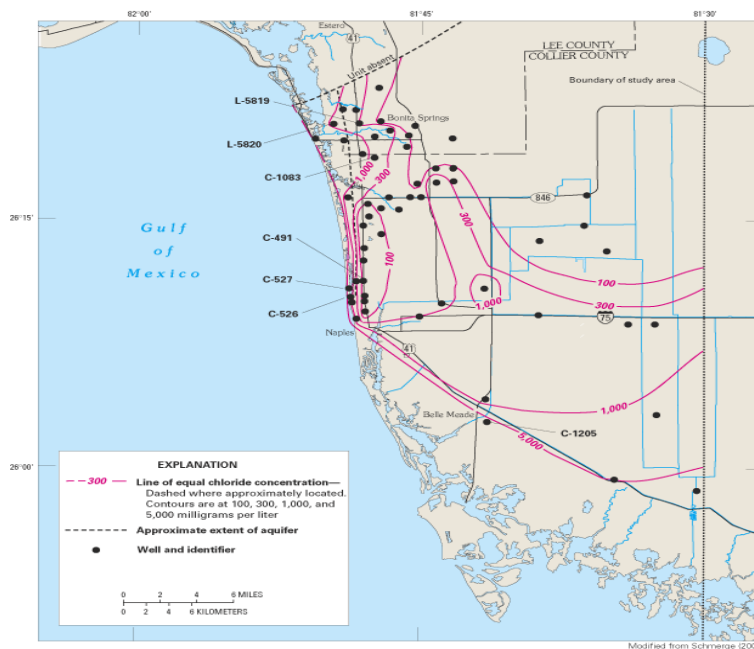 82°00'
81°45'
81°30'
Estero
41
LEE COUNTY
COLLIER COUNTY
Unit absent
Boundary of study area
L-5819
Bonita Springs
L-5820
1,000
300
C-1083
846
26°15'
300
Gulf
of
Mexico
C-491
100
100
C-527
1,000
300
C-526
75
Naples
41
1,000
Belle Meade
C-1205
5,000
26°00'
EXPLANATION
300 Line of equal chloride concentration—
Dashed where approximately located.
Contours are at 100, 300, 1,000, and
5,000 milligrams per liter
Approximate extent of aquifer
Well and identifier
0 2 4 6 MILES
0 2 4 6 KILOMETERS
Modified from Schmerge